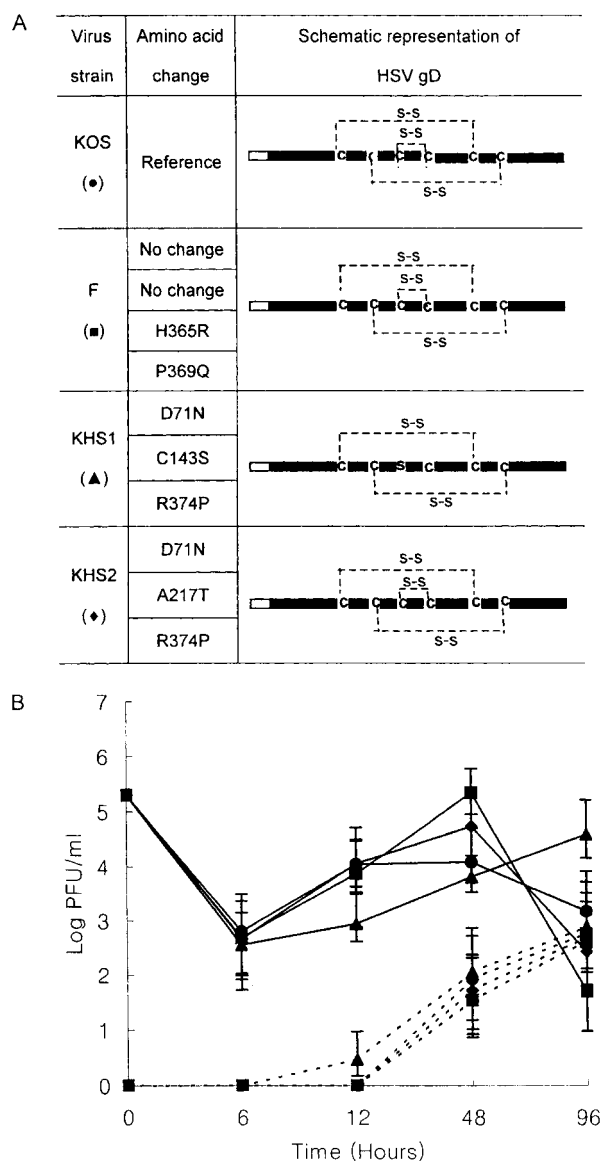 A
Virus strain
Amino acid change
Schematic representation of HSV gD
KOS
(●)
Reference
S-S
S-S
C C C C C
S-S
F
(■)
No change
No change
H365R
P369Q
S-S
S-S
C C C C C C
S-S
KHS1
(▲)
D71N
C143S
R374P
S-S
C C S C C C
S-S
KHS2
(♦)
D71N
A217T
R374P
S-S
S-S
C C C C C C
S-S
B
Log PFU/ml
7
6
5
4
3
2
1
0
0 6 12 48 96
Time (Hours)